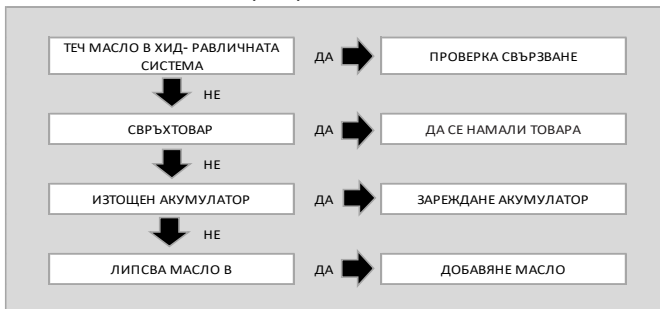 ТЕЧ МАСЛО В ХИД- РАВЛИЧНАТА
СИСТЕМА
ДА
ПРОВЕРКА СВЪРЗВАНЕ
НЕ
СВРЪХТОВАР
ДА
ДА СЕ НАМАЛИ ТОВАРА
НЕ
ИЗТОЩЕН АКУМУЛАТОР
ДА
ЗАРЕЖДАНЕ АКУМУЛАТОР
НЕ
ЛИПСВА МАСЛО В
ДА
ДОБАВЯНЕ МАСЛО